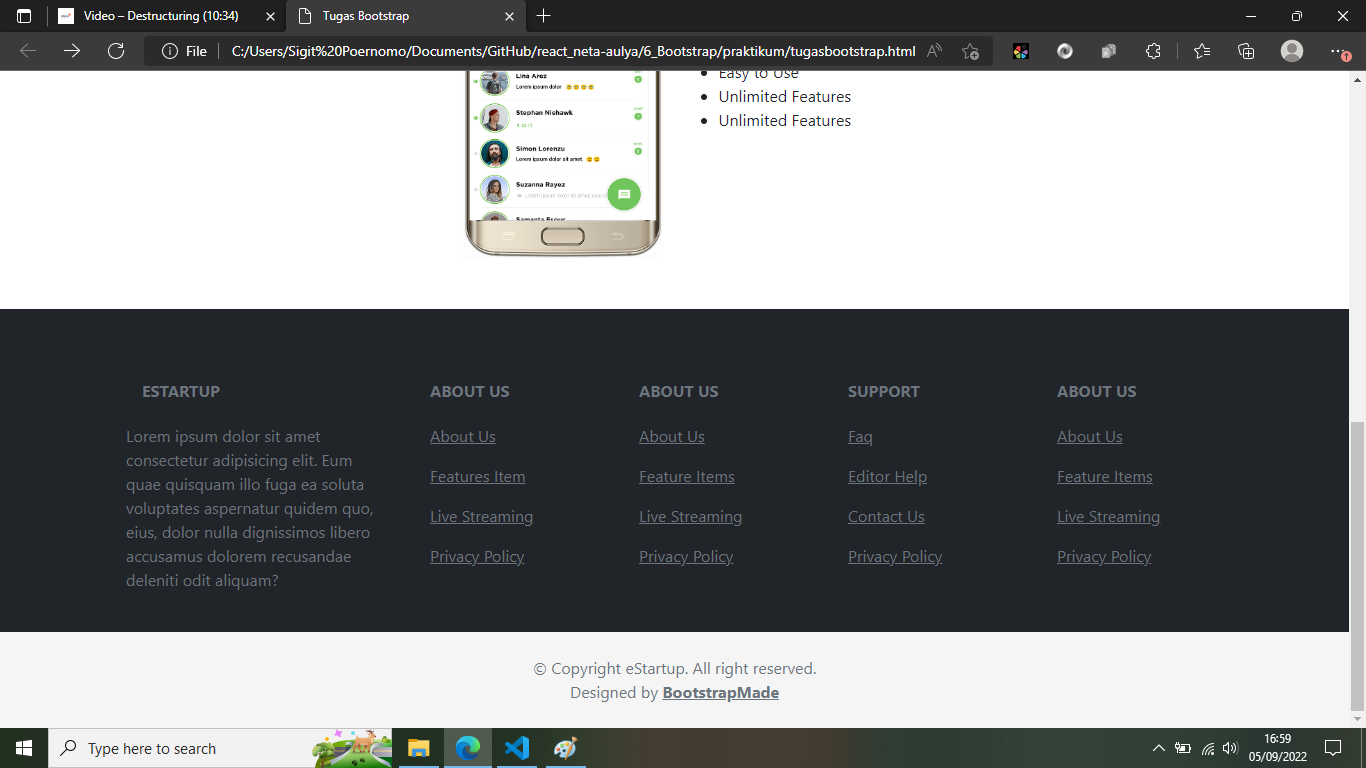 Video – Destructuring (10:34)
Tugas Bootstrap
File
C:/Users/Sigit%20Poernomo/Documents/GitHub/react_neta-aulya/6_Bootstrap/praktikum/tugasbootstrap.html
Lina Arez
Lorem ipsum dolor
Stephan Niehawk
Simon Lorenzu
Lorem ipsum dolor sit amet.
Suzanna Rayez
Lorem ipsum dolor sit amet,
Easy to Use
Unlimited Features
Unlimited Features
ESTARTUP
Lorem ipsum dolor sit amet
consectetur adipisicing elit. Eum
quae quisquam illo fuga ea soluta
voluptates aspernatur quidem quo,
eius, dolor nulla dignissimos libero
accusamus dolorem recusandae
deleniti odit aliquam?
ABOUT US
About Us
Features Item
Live Streaming
Privacy Policy
ABOUT US
About Us
Feature Items
Live Streaming
Privacy Policy
SUPPORT
Faq
Editor Help
Contact Us
Privacy Policy
ABOUT US
About Us
Feature Items
Live Streaming
Privacy Policy
© Copyright eStartup. All right reserved.
Designed by BootstrapMade
Type here to search
16:59
05/09/2022